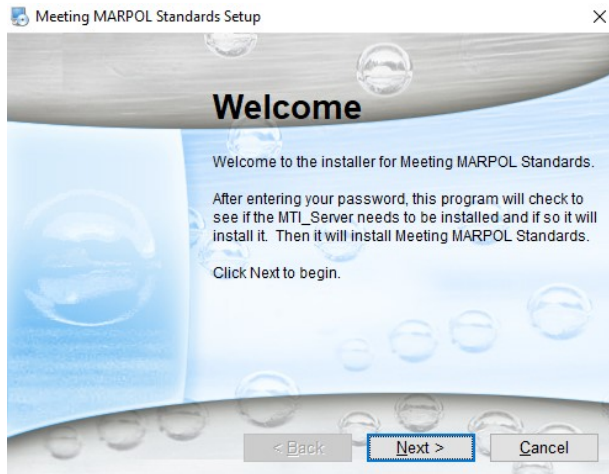 Meeting MARPOL Standards Setup
Welcome
Welcome to the installer for Meeting MARPOL Standards.
After entering your password, this program will check to
see if the MTI_Server needs to be installed and if so it will
install it.  Then it will install Meeting MARPOL Standards.
Click Next to begin.
< Back
Next >
Cancel